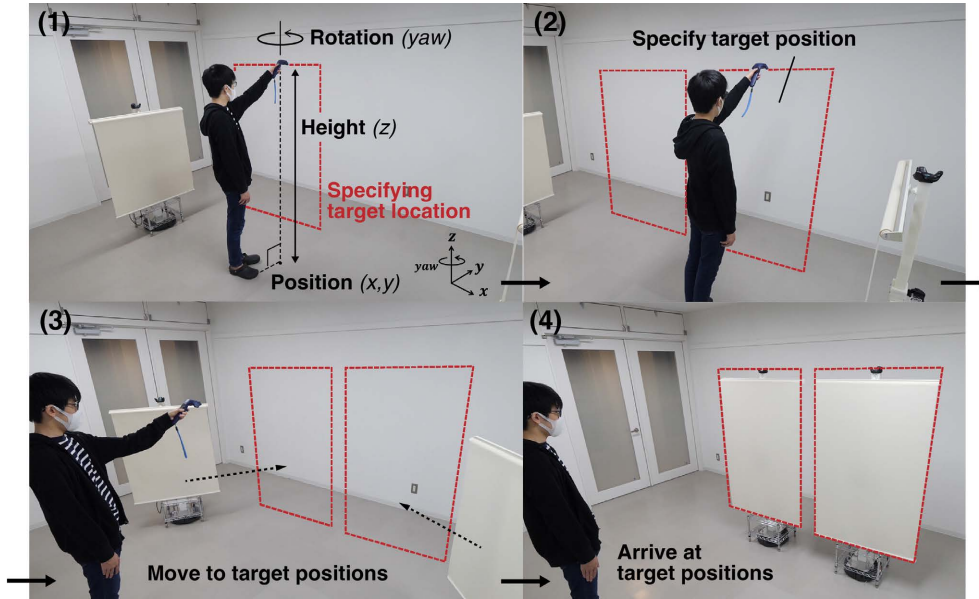 (1)
Rotation (yaw)
Height (z)
Specifying
target location
Position (x,y)
z
yaw
y
x
(2)
Specify target position
(3)
Move to target positions
(4)
Arrive at
target positions